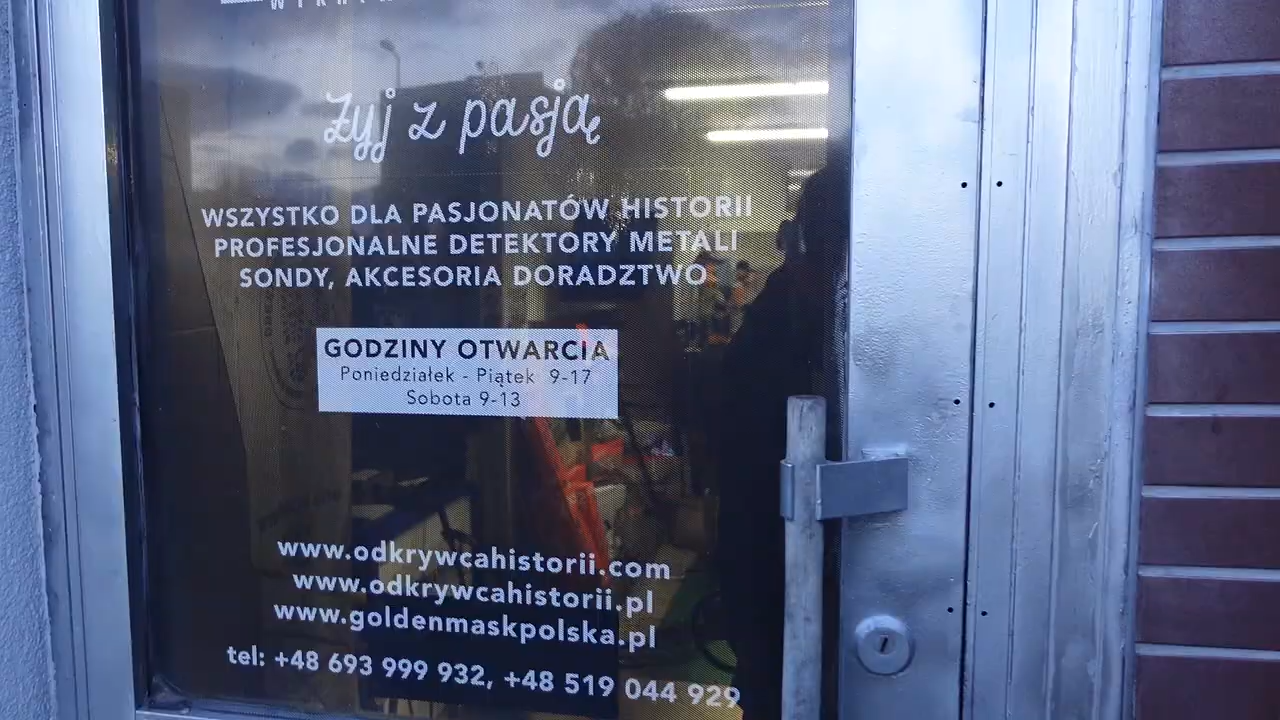 żyj z pasją
WSZYSTKO DLA PASJONATÓW HISTORII
PROFESJONALNE DETEKTORY METALI
SONDY, AKCESORIA DORADZTWO
GODZINY OTWARCIA
Poniedziałek - Piątek 9-17
Sobota 9-13
www.odkrywcahistorii.com
www.odkrywcahistorii.pl
www.goldenmaskpolska.pl
tel: +48 693 999 932, +48 519 044 929